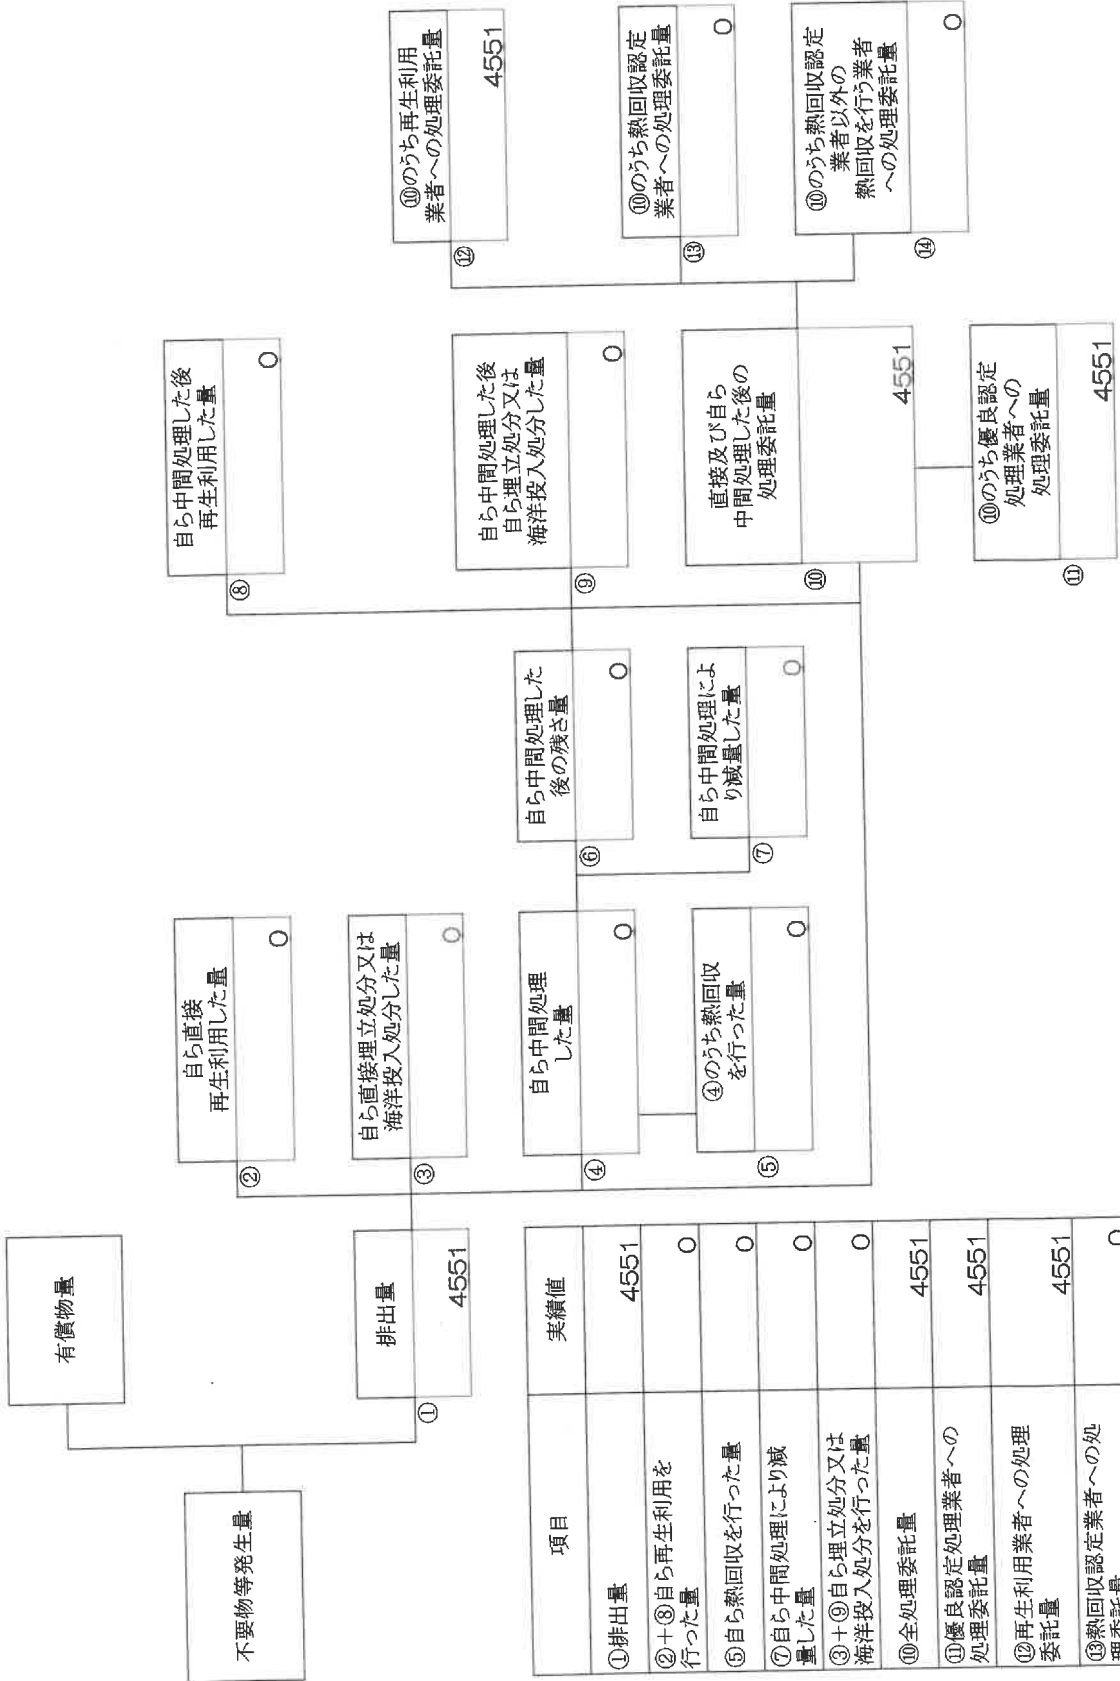 不要物等発生量
有償物量
排出量
①
4551
自ら直接
再生利用した量
②
0
自ら直接埋立処分又は
海洋投入処分した量
③
0
自ら中間処理
した量
④
0
④のうち熱回収
を行った量
⑤
0
自ら中間処理した
後の残さ量
⑥
0
自ら中間処理によ
り減量した量
⑦
0
自ら中間処理した後
再生利用した量
⑧
0
自ら中間処理した後
自ら埋立処分又は
海洋投入処分した量
⑨
0
直接及び自ら
中間処理した後の
処理委託量
⑩
4551
⑩のうち優良認定
処理業者への
処理委託量
⑪
4551
⑩のうち再生利用
業者への処理委託量
⑫
4551
⑩のうち熱回収認定
業者への処理委託量
⑬
0
⑩のうち熱回収認定
業者以外の
熱回収を行う業者
への処理委託量
⑭
0
項目 実績値
①排出量 4551
②+⑧自ら再生利用を
行った量 0
⑤自ら熱回収を行った量 0
⑦自ら中間処理により減
量した量 0
③+⑨自ら埋立処分又は
海洋投入処分を行った量 0
⑩全処理委託量 4551
⑪優良認定処理業者への
処理委託量 4551
⑫再生利用業者への処理
委託量 4551
⑬熱回収認定業者への処
理委託量 0